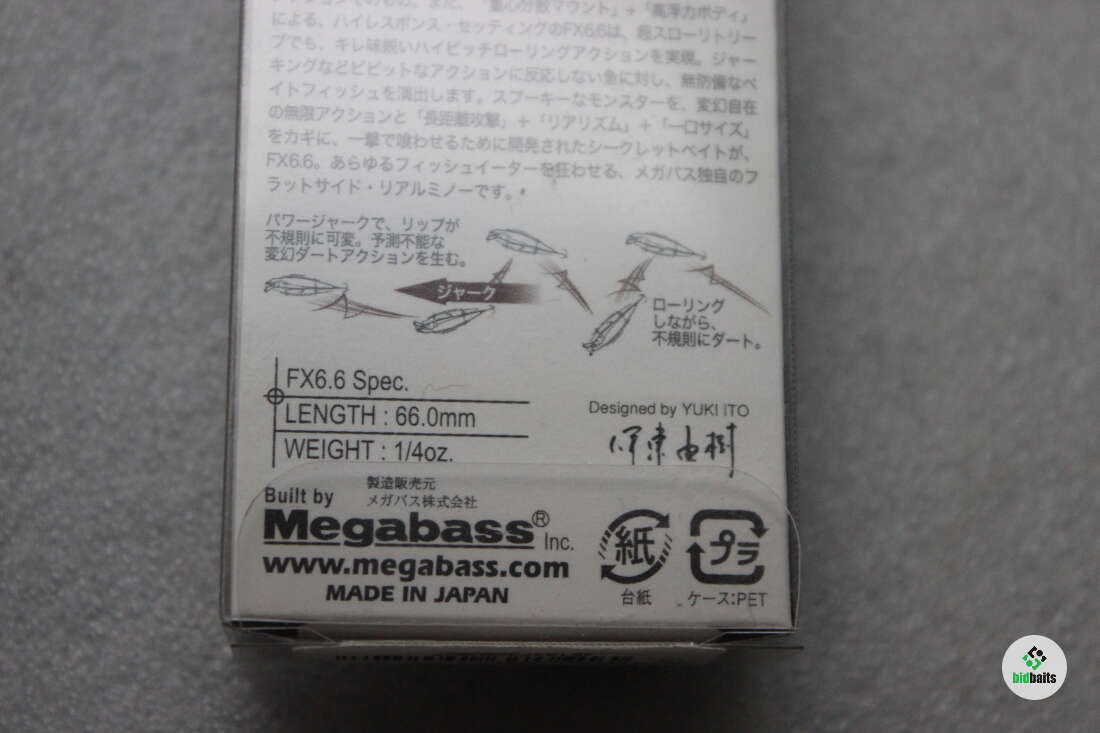 クションそのもの。また、「重心分散マウント」+「高浮力ボディ」
による、ハイレスポンス・セッティングのFX6.6は、超スローリトリー
ブでも、キレ味鋭いハイピッチローリングアクションを実現。ジャー
キングなどビビットなアクションに反応しない魚に対し、無防備なベ
イトフィッシュを演出します。スプーキーなモンスターを、変幻自在
の無限アクションと「長距離攻撃」+「リアリズム」+「一口サイズ」
をカギに、一撃で喰わせるために開発されたシークレットベイトが、
FX6.6。あらゆるフィッシュイーターを狂わせる、メガバス独自のフ
ラットサイド・リアルミノーです。
パワージャークで、リップが
不規則に可変。予測不能な
変幻ダートアクションを生む。
ジャーク
ローリング
しながら、
不規則にダート。
FX6.6 Spec.
LENGTH : 66.0mm
WEIGHT : 1/4oz.
Designed by YUKI ITO
伊東由樹
Built by
製造販売元
メガバス株式会社
Megabass® Inc.
www.megabass.com
MADE IN JAPAN
紙
台紙
プラ
ケース:PET
bidbaits